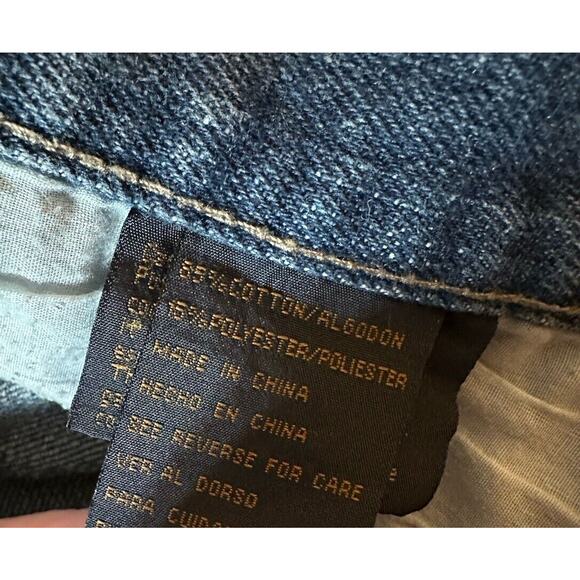 85% COTTON/ALGODON
15% POLYESTER/POLIESTER
MADE IN CHINA
HECHO EN CHINA
SEE REVERSE FOR CARE
VER AL DORSO
PARA